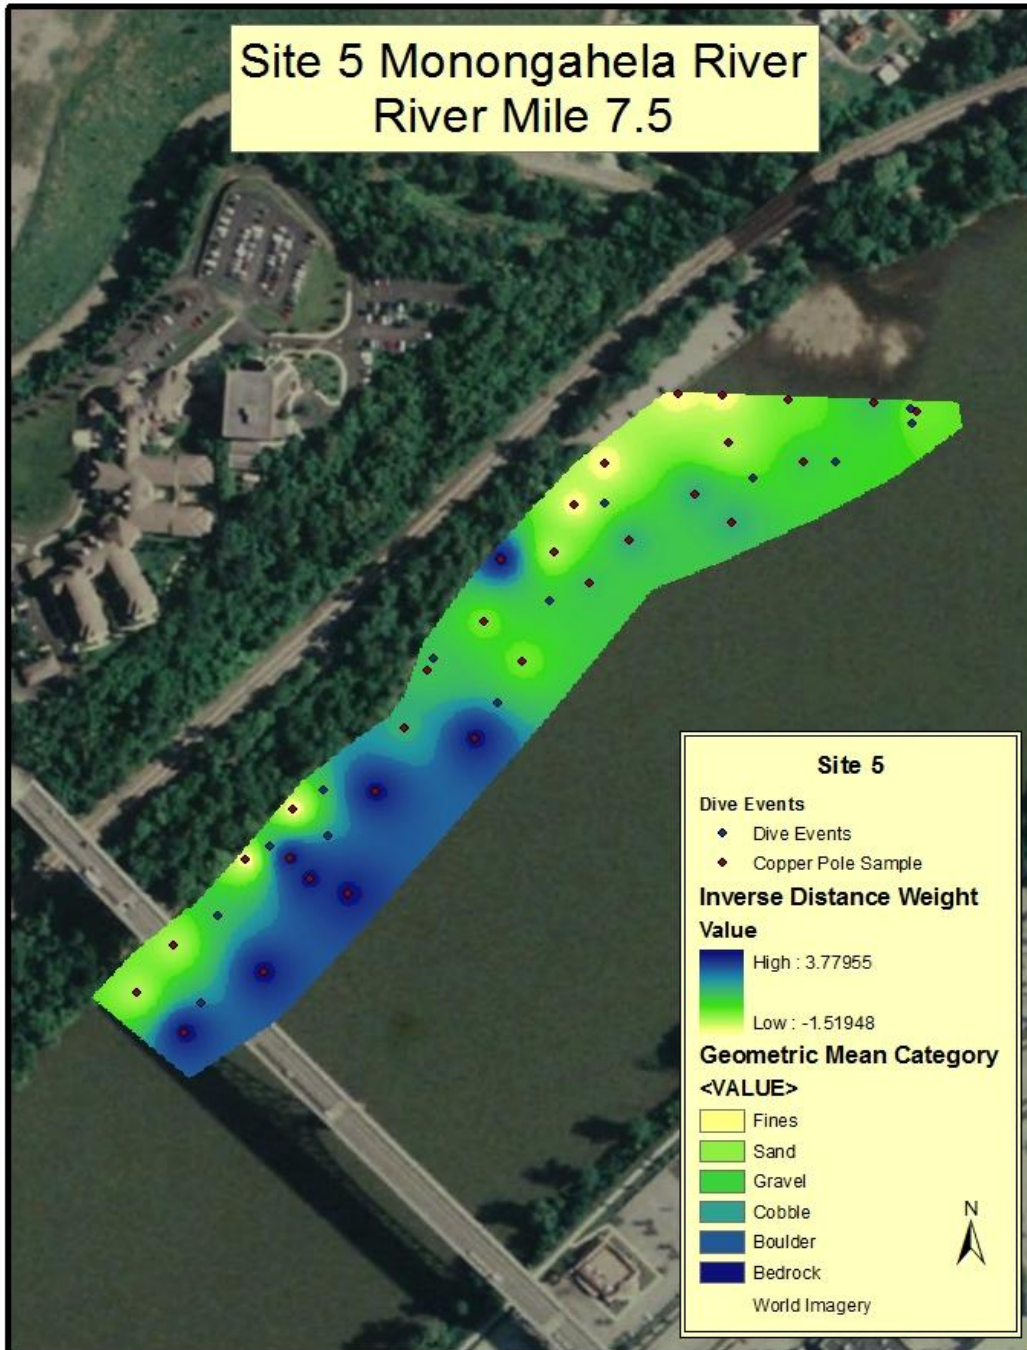 Site 5 Monongahela River
River Mile 7.5
Site 5
Dive Events
Dive Events
Copper Pole Sample
Inverse Distance Weight
Value
High : 3.77955
Low : -1.51948
Geometric Mean Category
<VALUE>
Fines
Sand
Gravel
Cobble
Boulder
Bedrock
World Imagery
N